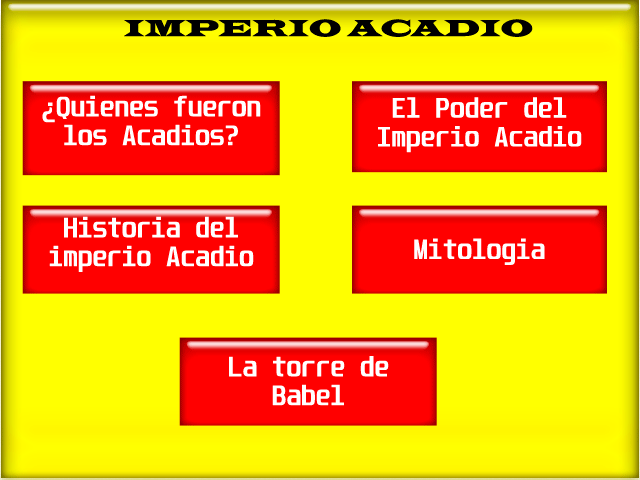 IMPERIO ACADIO
¿Quienes fueron
los Acadios?
El Poder del
Imperio Acadio
Historia del
imperio Acadio
Mitologia
La torre de
Babel